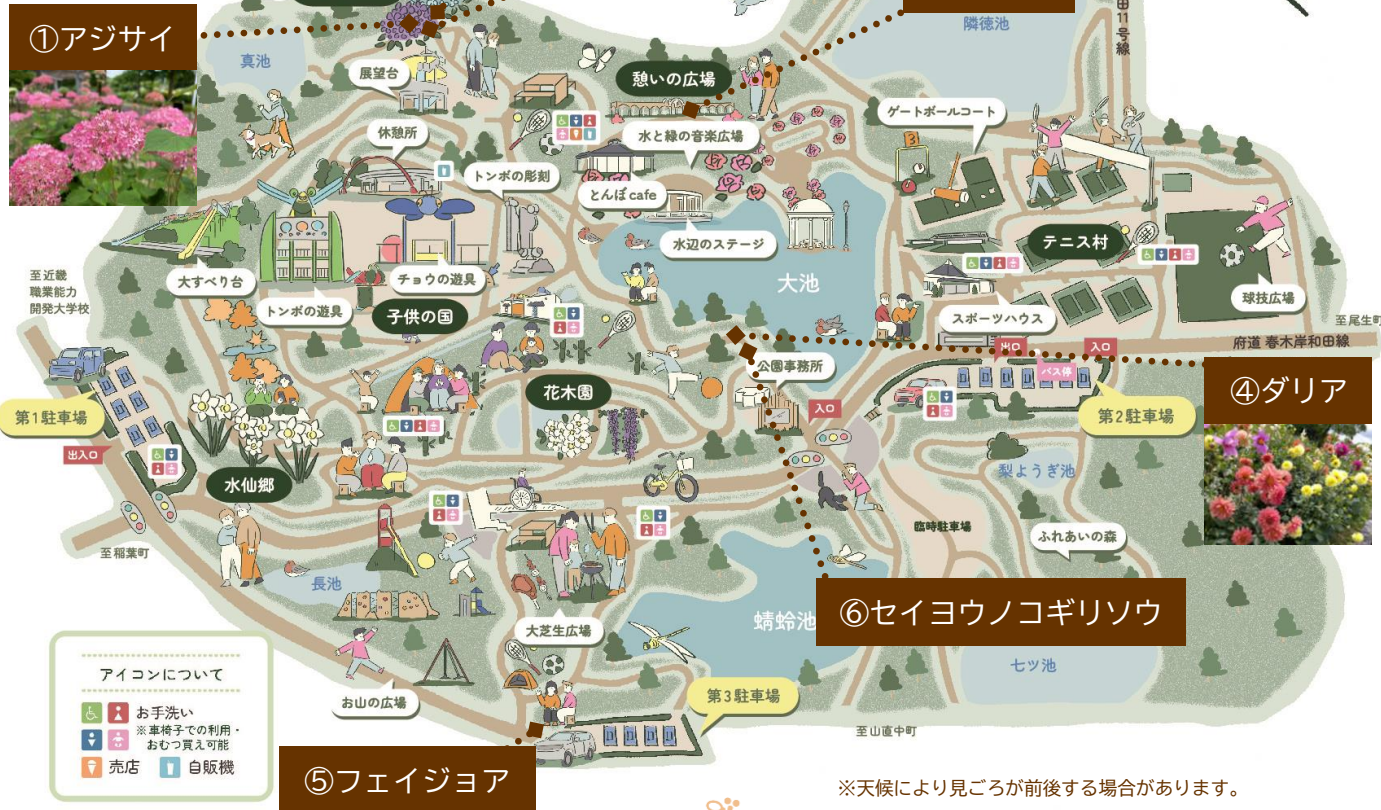 ①アジサイ
真池
展望台
憩いの広場
隣徳池
田11号線
休憩所
水と緑の音楽広場
ゲートボールコート
トンボの彫刻
とんぼcafe
水辺のステージ
テニス村
大池
大すべり台
チョウの遊具
トンボの遊具
子供の国
スポーツハウス
球技広場
至近畿
職業能力
開発大学校
至尾生町
府道 春木岸和田線
出口
入口
バス停
公園事務所
④ダリア
花木園
入口
第1駐車場
第2駐車場
出入口
水仙郷
梨ようぎ池
臨時駐車場
ふれあいの森
至稲葉町
長池
⑥セイヨウノコギリソウ
蜻蛉池
大芝生広場
七ツ池
アイコンについて
お手洗い
※車椅子での利用・
おむつ買え可能
売店
自販機
お山の広場
第3駐車場
至山直中町
⑤フェイジョア
※天候により見ごろが前後する場合があります。